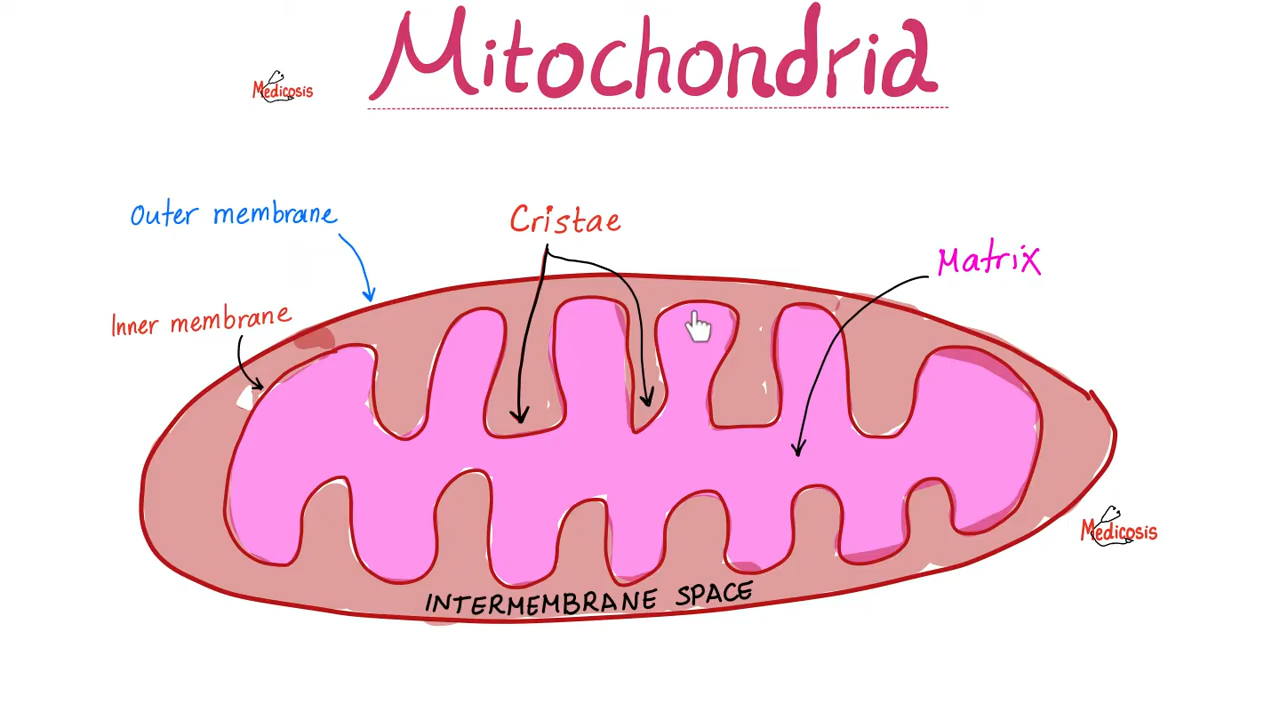 Mitochondria
Medicosis
Outer membrane
Cristae
Matrix
Inner membrane
Medicosis
INTERMEMBRANE SPACE